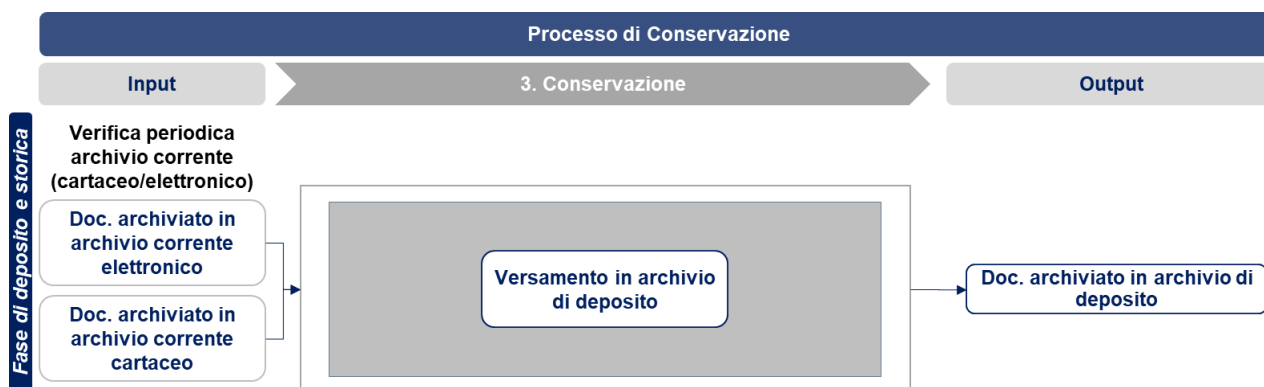 Processo di Conservazione
Input
3. Conservazione
Output
Fase di deposito e storica
Verifica periodica
archivio corrente
(cartaceo/elettronico)
Doc. archiviato in
archivio corrente
elettronico
Doc. archiviato in
archivio corrente
cartaceo
Versamento in archivio
di deposito
Doc. archiviato in archivio di
deposito